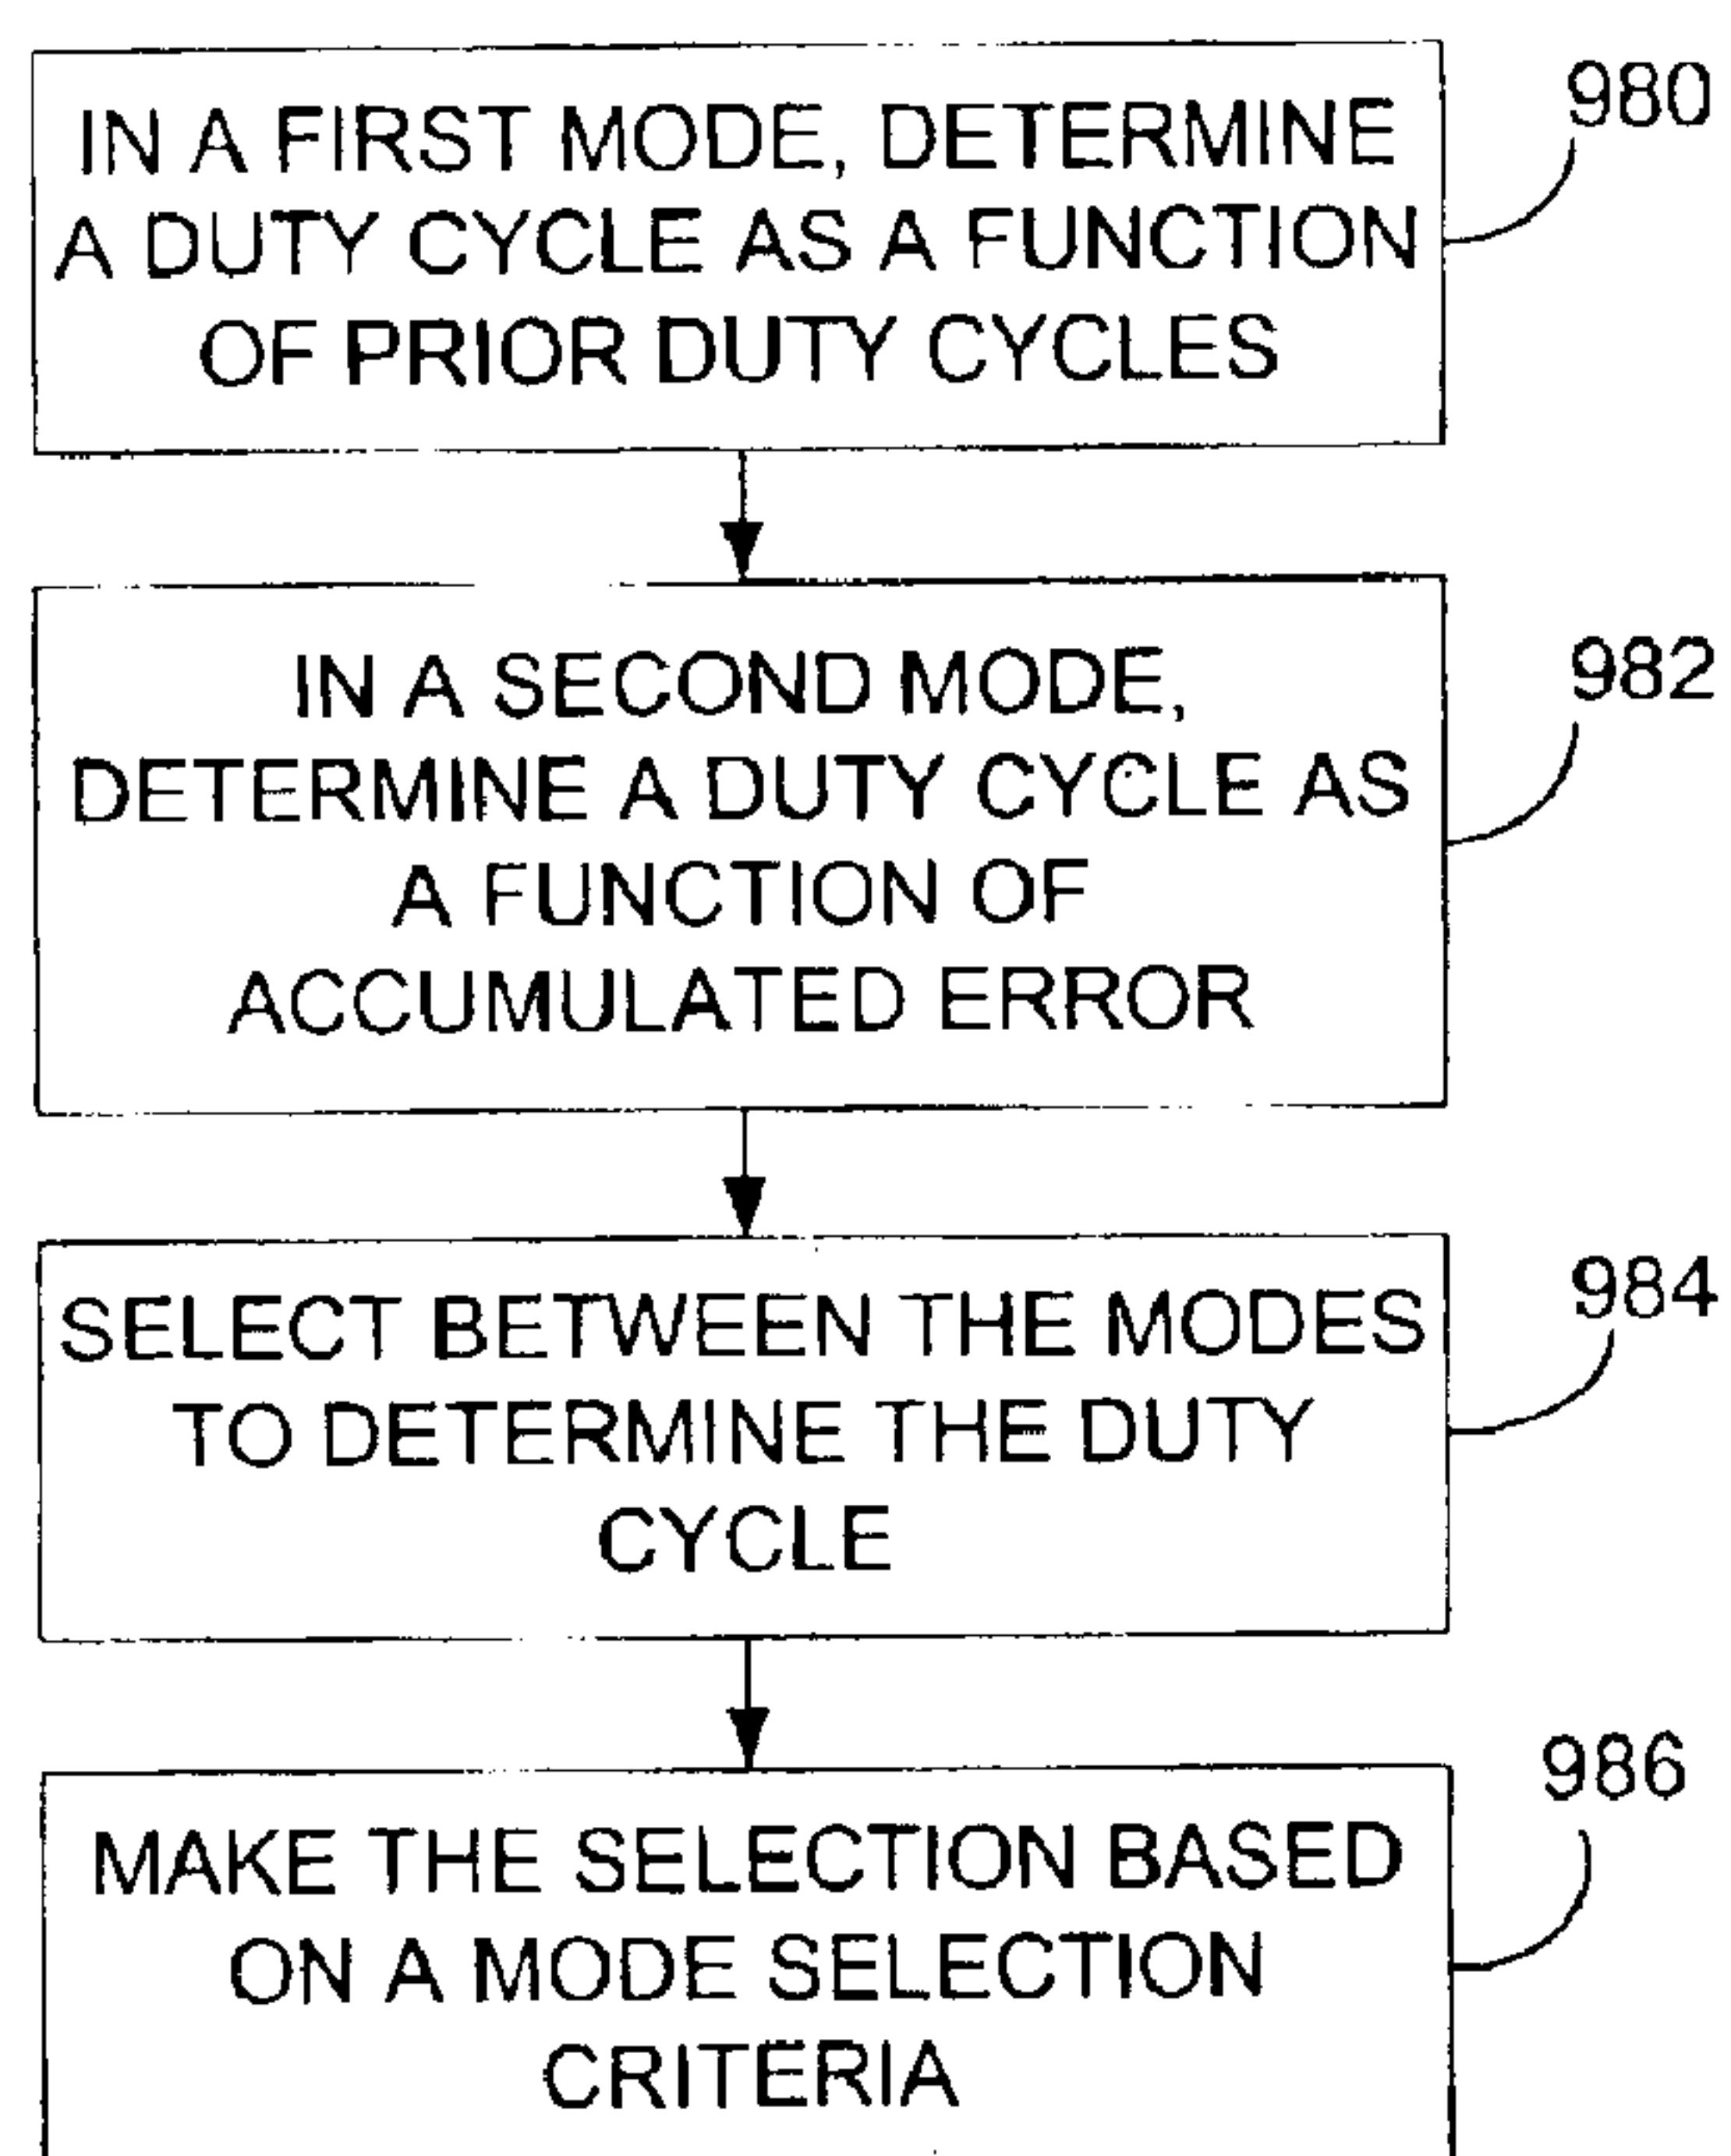 980
IN A FIRST MODE, DETERMINE
A DUTY CYCLE AS A FUNCTION
OF PRIOR DUTY CYCLES
982
IN A SECOND MODE,
DETERMINE A DUTY CYCLE AS
A FUNCTION OF
ACCUMULATED ERROR
984
SELECT BETWEEN THE MODES
TO DETERMINE THE DUTY
CYCLE
986
MAKE THE SELECTION BASED
ON A MODE SELECTION
CRITERIA